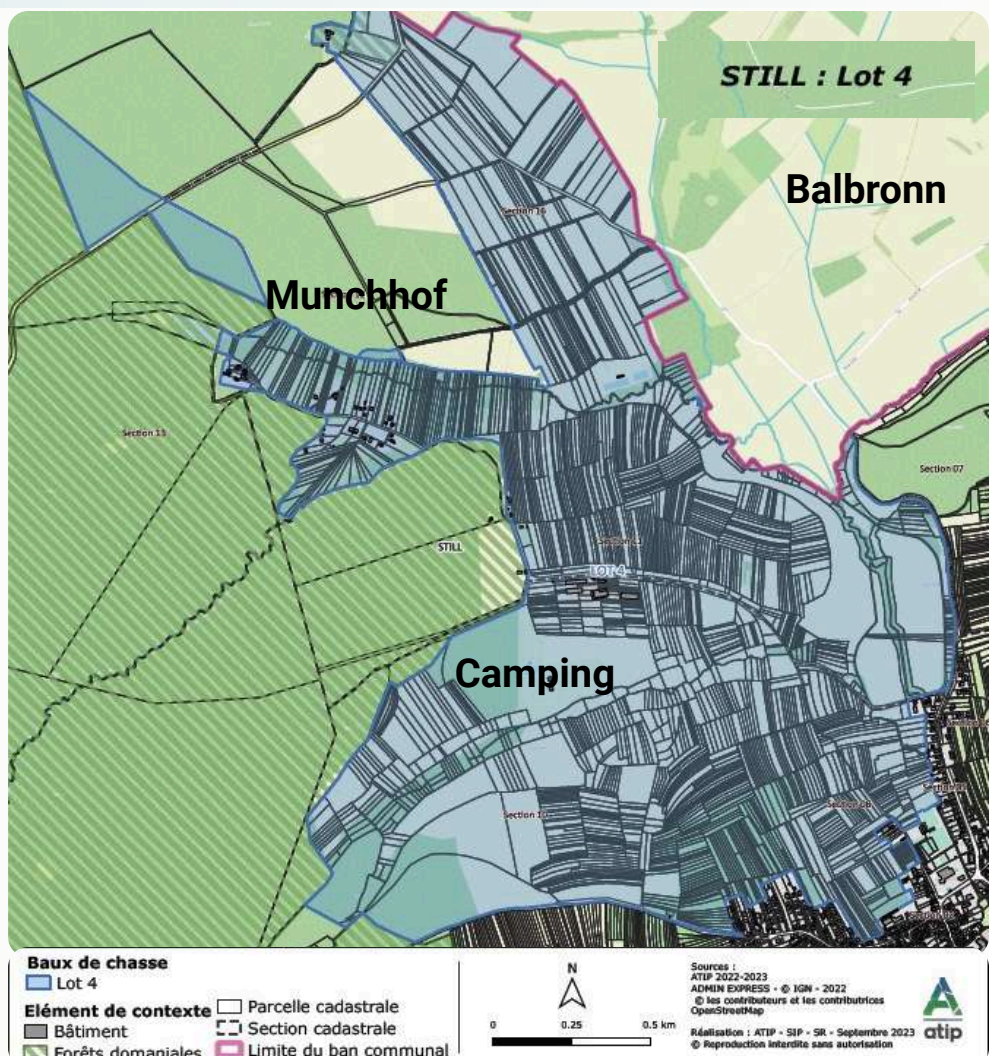 STILL : Lot 4
Balbronn
Section 16
Munchhof
Section 13
Section 07
STILL
Section 11
LOT 4
Camping
Section 10
Section 08
Baux de chasse
Lot 4
Elément de contexte
Bâtiment
Forêts domaniales
Parcelle cadastrale
Section cadastrale
Limite du ban communal
N
0 0.25 0.5 km
Sources :
ATIP 2022-2023
ADMIN EXPRESS - © IGN - 2022
© les contributeurs et les contributrices
OpenStreetMap
Réalisation : ATIP - SIP - SR - Septembre 2023
© Reproduction interdite sans autorisation
atip